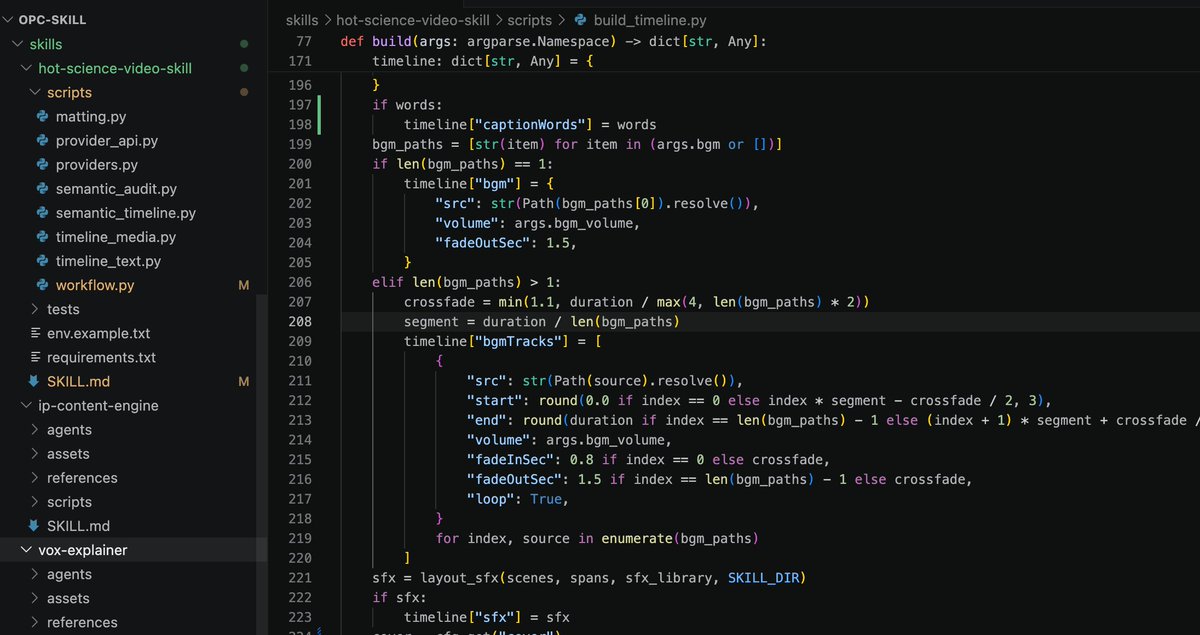 OPC-SKILL
skills
hot-science-video-skill
scripts
matting.py
provider_api.py
providers.py
semantic_audit.py
semantic_timeline.py
timeline_media.py
timeline_text.py
workflow.py M
tests
env.example.txt
requirements.txt
SKILL.md M
ip-content-engine
agents
assets
references
scripts
SKILL.md
vox-explainer
agents
assets
references
skills > hot-science-video-skill > scripts > build_timeline.py
77 def build(args: argparse.Namespace) -> dict[str, Any]:
171 timeline: dict[str, Any] = {
196 }
197 if words:
198 timeline["captionWords"] = words
199 bgm_paths = [str(item) for item in (args.bgm or [])]
200 if len(bgm_paths) == 1:
201 timeline["bgm"] = {
202 "src": str(Path(bgm_paths[0]).resolve()),
203 "volume": args.bgm_volume,
204 "fadeOutSec": 1.5,
205 }
206 elif len(bgm_paths) > 1:
207 crossfade = min(1.1, duration / max(4, len(bgm_paths) * 2))
208 segment = duration / len(bgm_paths)
209 timeline["bgmTracks"] = [
210 {
211 "src": str(Path(source).resolve()),
212 "start": round(0.0 if index == 0 else index * segment - crossfade / 2, 3),
213 "end": round(duration if index == len(bgm_paths) - 1 else (index + 1) * segment + crossfade /
214 "volume": args.bgm_volume,
215 "fadeInSec": 0.8 if index == 0 else crossfade,
216 "fadeOutSec": 1.5 if index == len(bgm_paths) - 1 else crossfade,
217 "loop": True,
218 }
219 for index, source in enumerate(bgm_paths)
220 ]
221 sfx = layout_sfx(scenes, spans, sfx_library, SKILL_DIR)
222 if sfx:
223 timeline["sfx"] = sfx